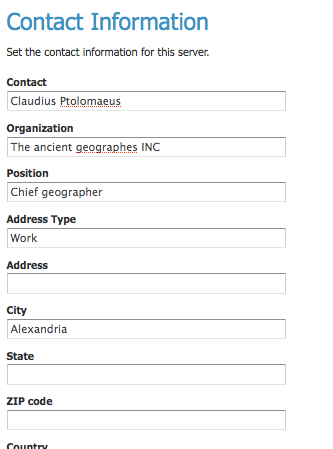 Contact Information
Set the contact information for this server.
Contact
Claudius Ptolomaeus
Organization
The ancient geographes INC
Position
Chief geographer
Address Type
Work
Address
City
Alexandria
State
ZIP code
Country